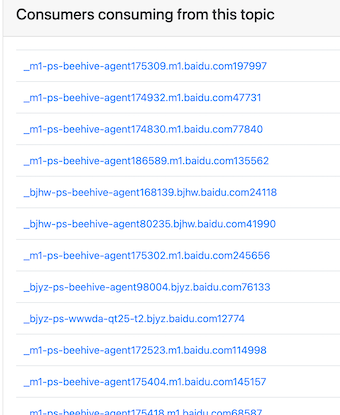 Consumers consuming from this topic
_m1-ps-beehive-agent175309.m1.baidu.com197997
_m1-ps-beehive-agent174932.m1.baidu.com47731
_m1-ps-beehive-agent174830.m1.baidu.com77840
_m1-ps-beehive-agent186589.m1.baidu.com135562
_bjhw-ps-beehive-agent168139.bjhw.baidu.com24118
_bjhw-ps-beehive-agent80235.bjhw.baidu.com41990
_m1-ps-beehive-agent175302.m1.baidu.com245656
_bjyz-ps-beehive-agent98004.bjyz.baidu.com76133
_bjyz-ps-wwwda-qt25-t2.bjyz.baidu.com12774
_m1-ps-beehive-agent172523.m1.baidu.com114998
_m1-ps-beehive-agent175404.m1.baidu.com145157
_m1-ps-beehive-agent175418.m1.baidu.com68587